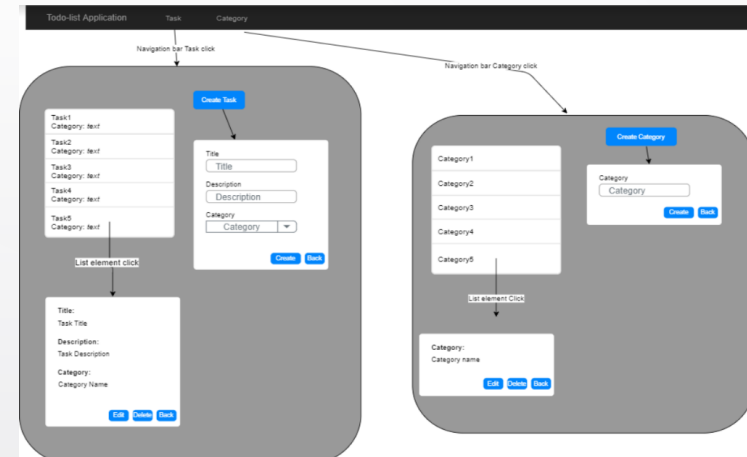 Todo-list Application Task Category
Navigation bar Task click
Navigation bar Category click
Create Task
Task1
Category: text
Task2
Category: text
Task3
Category: text
Task4
Category: text
Task5
Category: text
Title
Title
Description
Description
Category
Category
Create Back
List element click
Title:
Task Title
Description:
Task Description
Category:
Category Name
Edit Delete Back
Create Category
Category1
Category2
Category3
Category4
Category5
Category
Category
Create Back
List element Click
Category:
Category name
Edit Delete Back